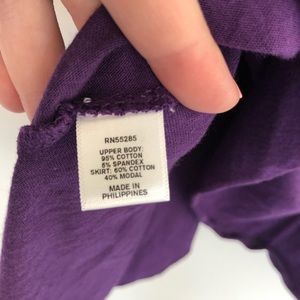 RN55285
UPPER BODY:
95% COTTON
5% SPANDEX
SKIRT: 60% COTTON
40% MODAL
MADE IN
PHILIPPINES